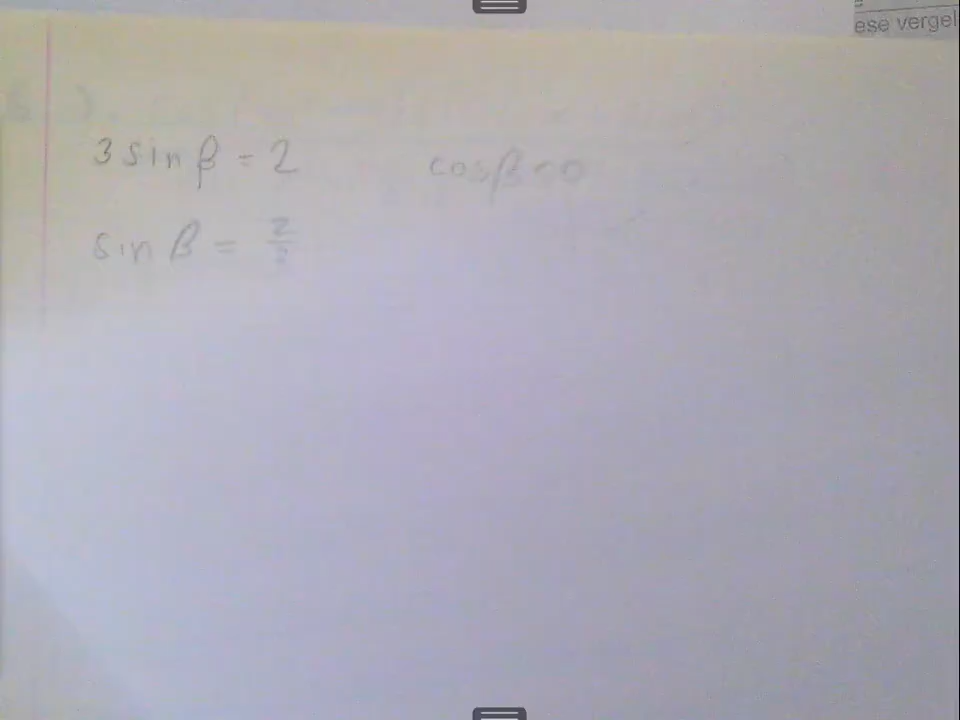 ese vergel
3 sin β = 2
cos β < 0
sin β = 2/3